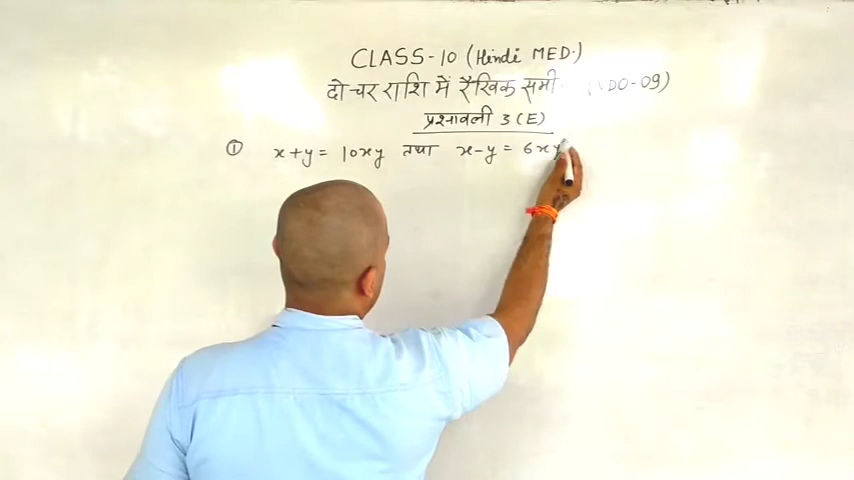 CLASS-10 (Hindi MED.)
दो चर राशि में रैखिक समी
प्रश्नावली 3 (E)
① x+y = 10xy तथा x-y = 6xy